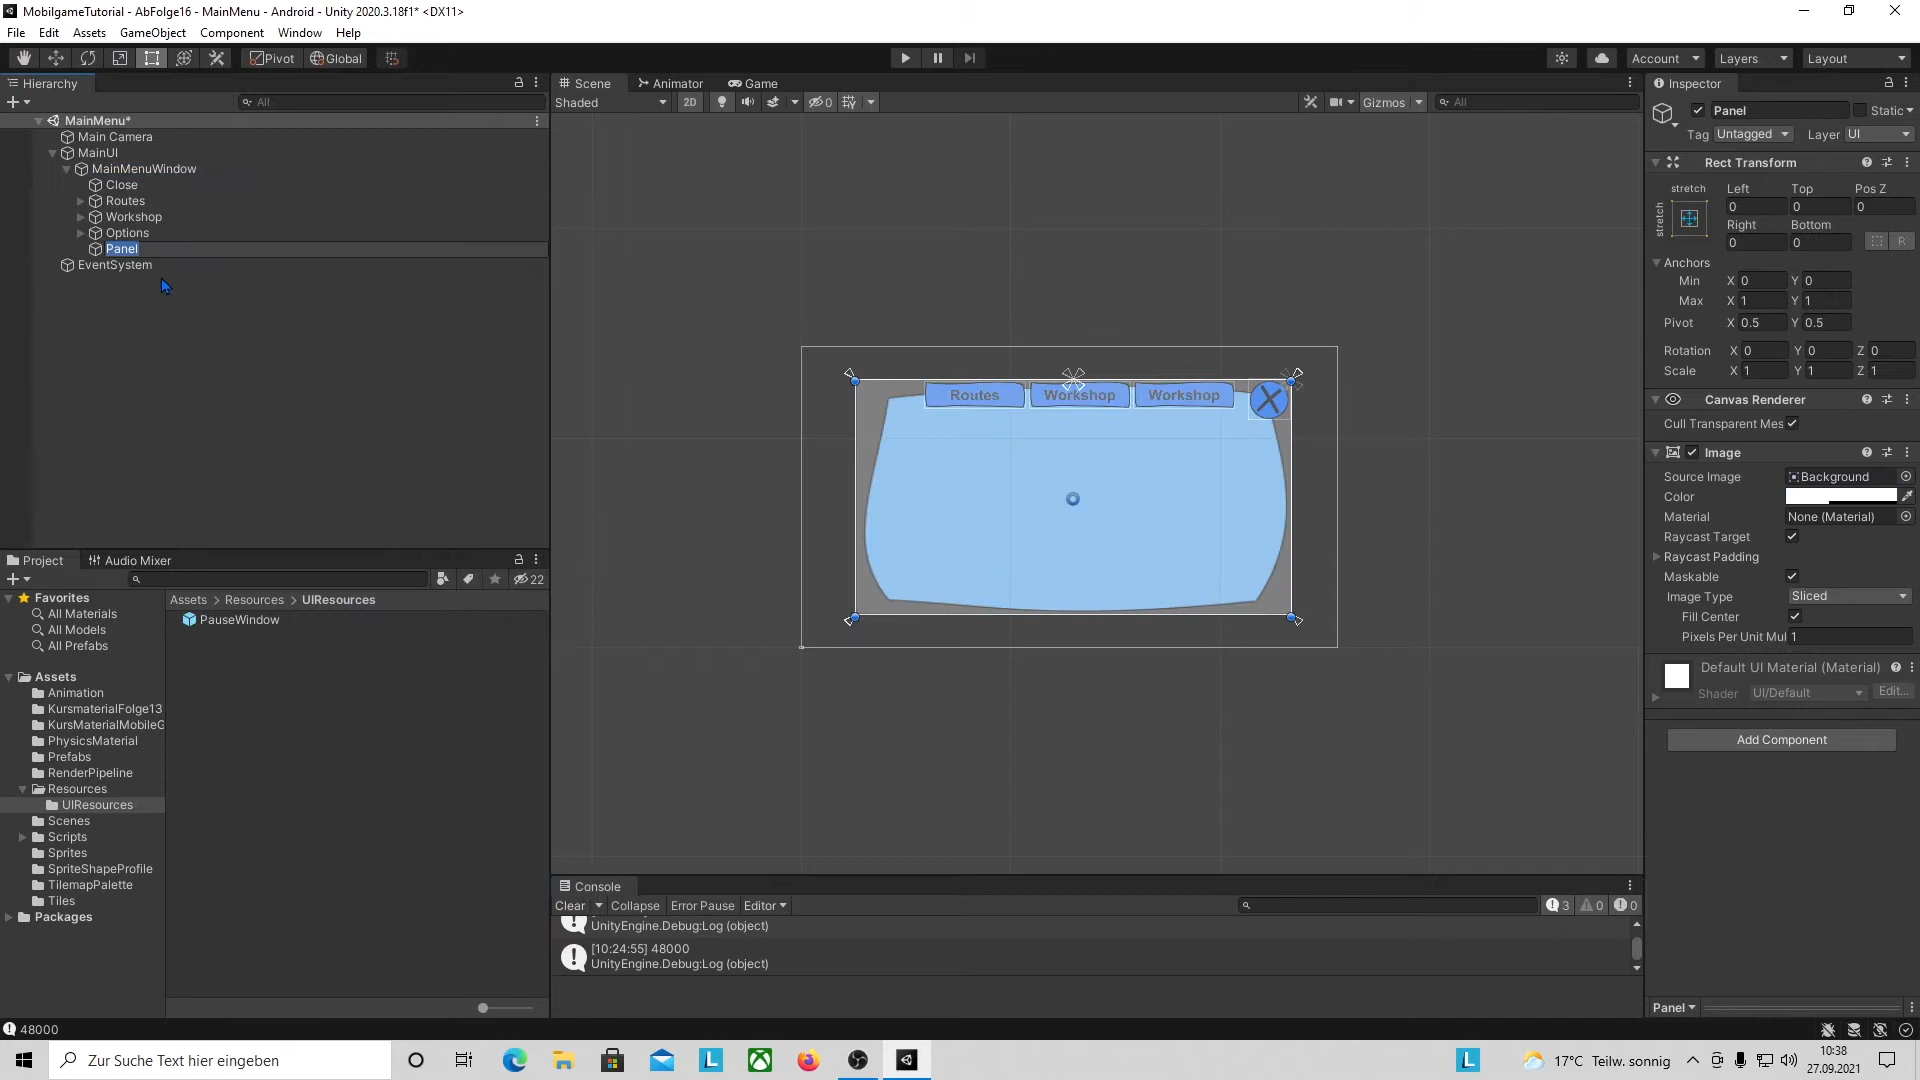 MobilgameTutorial - AbFolge16 - MainMenu - Android - Unity 2020.3.18f1* <DX11>
File Edit Assets GameObject Component Window Help
Pivot Global Account Layers Layout
Hierarchy
All
MainMenu*
Main Camera
MainUI
MainMenuWindow
Close
Routes
Workshop
Options
Panel
EventSystem
Scene Animator Game
Shaded 2D 0 Gizmos All
Routes Workshop Workshop
Inspector
Panel Static
Tag Untagged Layer UI
Rect Transform
stretch Left Top Pos Z
stretch
0 0 0
Right Bottom
0 0 R
Anchors
Min X 0 Y 0
Max X 1 Y 1
Pivot X 0.5 Y 0.5
Rotation X 0 Y 0 Z 0
Scale X 1 Y 1 Z 1
Canvas Renderer
Cull Transparent Mes
Image
Source Image Background
Color
Material None (Material)
Raycast Target
Raycast Padding
Maskable
Image Type Sliced
Fill Center
Pixels Per Unit Mul 1
Default UI Material (Material)
Shader UI/Default Edit...
Add Component
Panel
Project Audio Mixer
22
Favorites
All Materials
All Models
All Prefabs
Assets
Animation
KursmaterialFolge13
KursMaterialMobileG
PhysicsMaterial
Prefabs
RenderPipeline
Resources
UIResources
Scenes
Scripts
Sprites
SpriteShapeProfile
TilemapPalette
Tiles
Packages
Assets > Resources > UIResources
PauseWindow
Console
Clear Collapse Error Pause Editor 3 0 0
UnityEngine.Debug:Log (object)
[10:24:55] 48000
UnityEngine.Debug:Log (object)
48000
Zur Suche Text hier eingeben
L
L
17°C Teilw. sonnig
10:38
27.09.2021